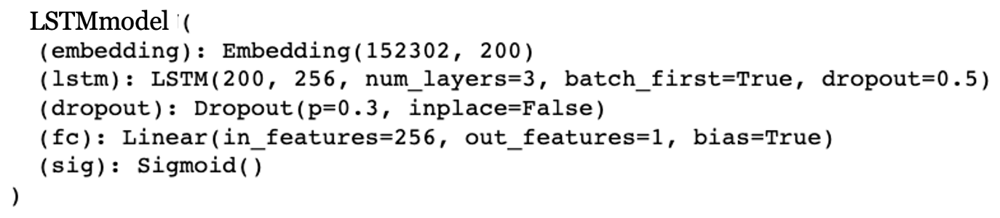 LSTMmodel (
(embedding): Embedding(152302, 200)
(lstm): LSTM(200, 256, num_layers=3, batch_first=True, dropout=0.5)
(dropout): Dropout(p=0.3, inplace=False)
(fc): Linear(in_features=256, out_features=1, bias=True)
(sig): Sigmoid()
)